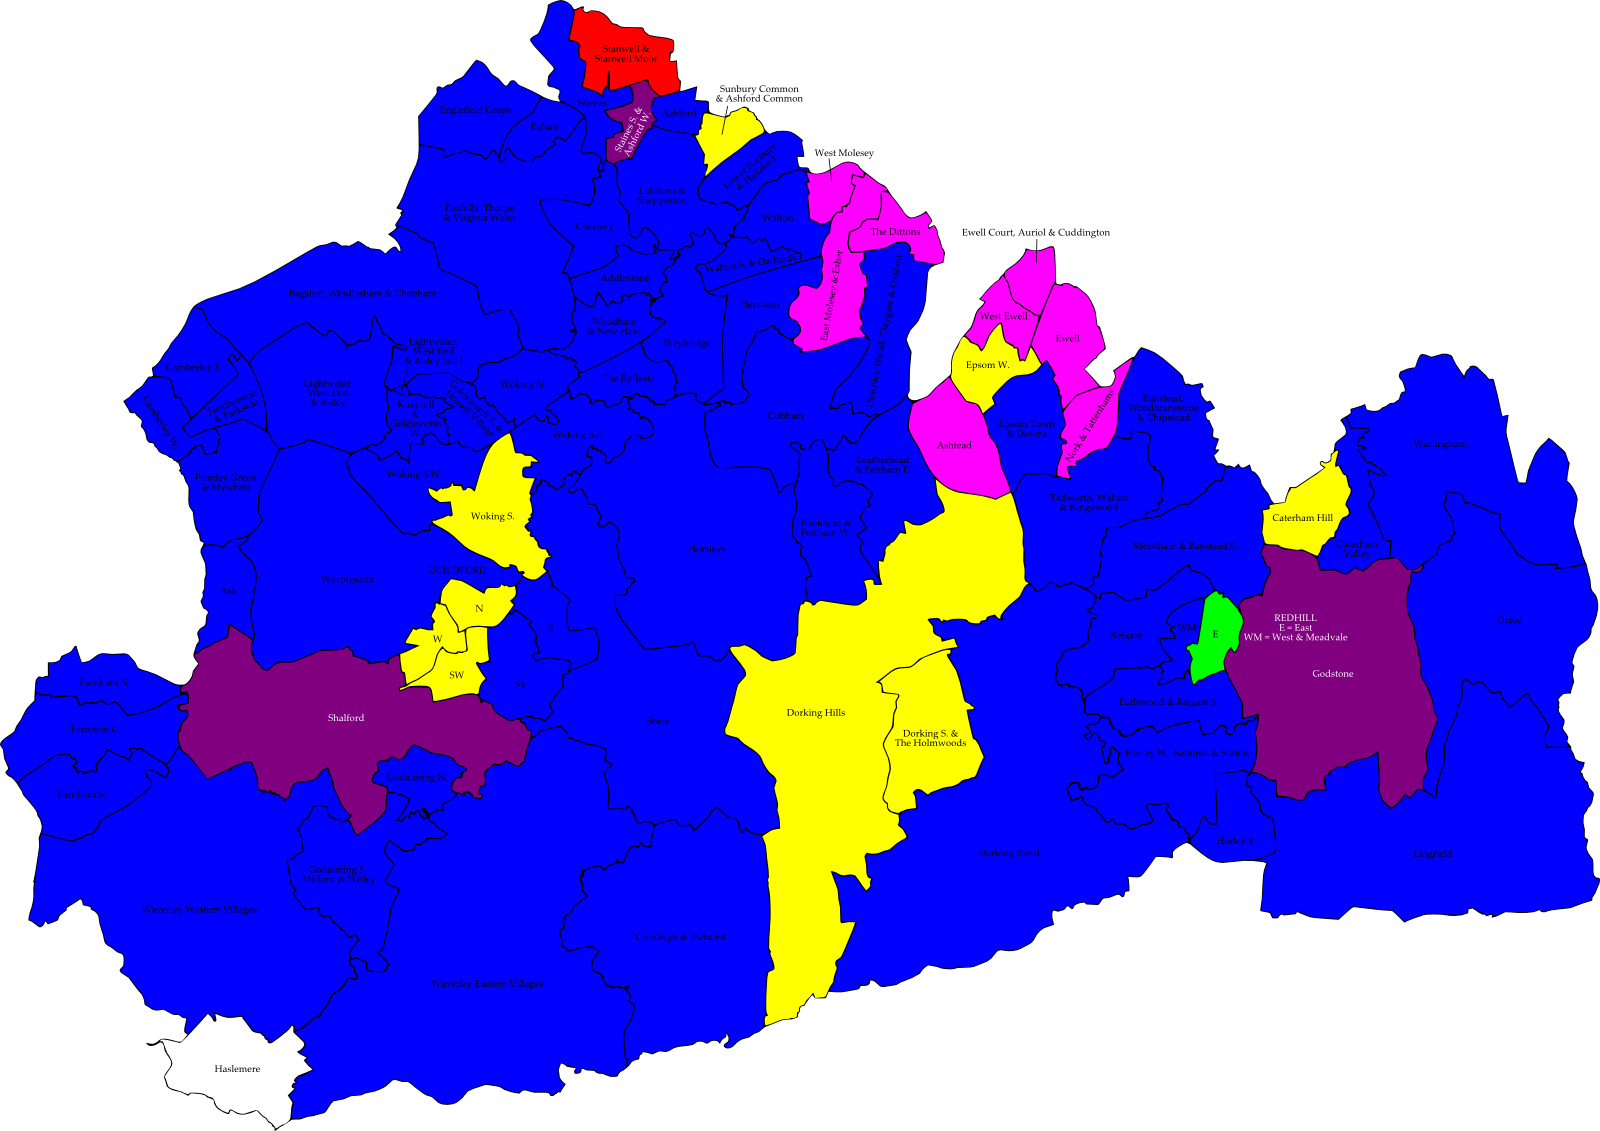 Stanwell &
Stanwell Moor
Sunbury Common
& Ashford Common
Englefield Green
Staines
Egham
Ashford
Staines S. &
Ashford W.
West Molesey
Lower Sunbury
& Halliford
Laleham &
Shepperton
Foxhills, Thorpe
& Virginia Water
Chertsey
Walton
The Dittons
Ewell Court, Auriol & Cuddington
Walton S. & Oatlands
Addlestone
East Molesey & Esher
Hinchley Wood, Claygate & Oxshott
Bagshot, Windlesham & Chobham
Hersham
West Ewell
Woodham
& New Haw
Weybridge
Ewell
Lightwater,
West End
& Bisley
Epsom W.
Camberley E.
The Byfleets
Woking N.
Lightwater
West End
& Bisley
Heatherside
& Parkside
Camberley W.
Knaphill
&
Goldsworth
W.
Goldsworth E. &
Horsell Village
Banstead,
Woodmansterne
& Chipstead
Cobham
Epsom Town
& Downs
Nork & Tattenhams
Woking S.E.
Ashtead
Warlingham
Leatherhead
& Fetcham E.
Woking S.W.
Frimley Green
& Mytchett
Tadworth, Walton
& Kingswood
Woking S.
Caterham Hill
Bookham &
Fetcham W.
Horsleys
Merstham & Banstead S.
Caterham
Valley
GUILDFORD
Worplesdon
Ash
N
REDHILL
E = East
WM = West & Meadvale
Oxted
E
WM
E
Reigate
W
SW
SE
Godstone
Farnham N.
Earlswood & Reigate S.
Dorking Hills
Shalford
Shere
Farnham C.
Dorking S. &
The Holmwoods
Horley W., Salfords & Sidlow
Godalming N.
Farnham S.
Horley E.
Dorking Rural
Lingfield
Godalming S.
Milford & Witley
Waverley Western Villages
Cranleigh & Ewhurst
Waverley Eastern Villages
Haslemere